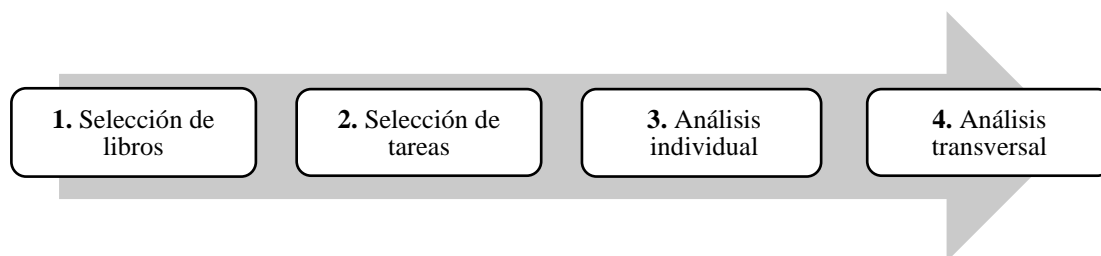 1. Selección de
libros
2. Selección de
tareas
3. Análisis
individual
4. Análisis
transversal